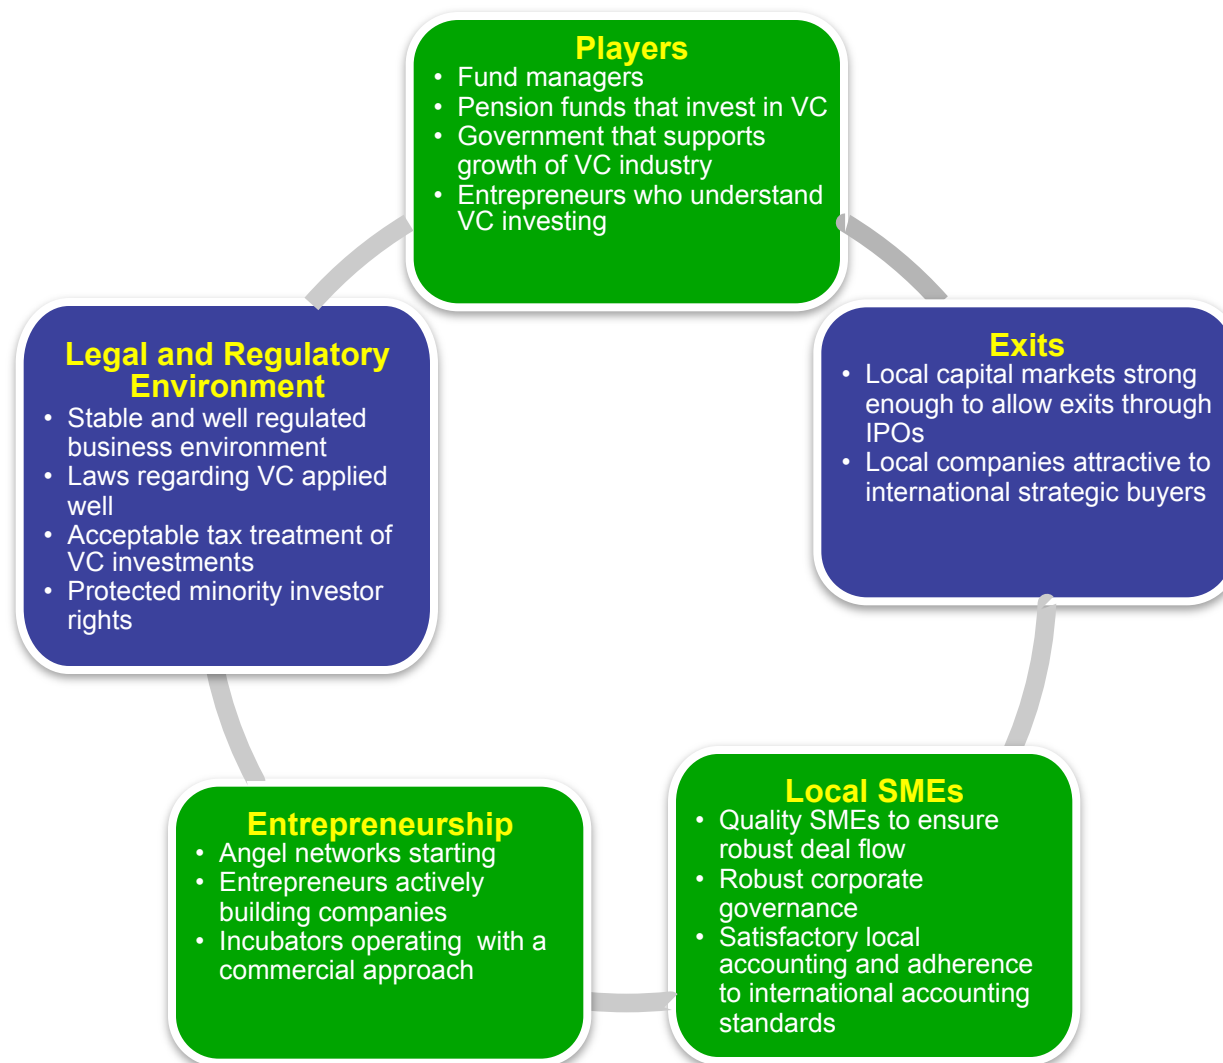 Players
• Fund managers
• Pension funds that invest in VC
• Government that supports
growth of VC industry
• Entrepreneurs who understand
VC investing
Exits
• Local capital markets strong
enough to allow exits through
IPOs
• Local companies attractive to
international strategic buyers
Local SMEs
• Quality SMEs to ensure
robust deal flow
• Robust corporate
governance
• Satisfactory local
accounting and adherence
to international accounting
standards
Entrepreneurship
• Angel networks starting
• Entrepreneurs actively
building companies
• Incubators operating  with a
commercial approach
Legal and Regulatory
Environment
• Stable and well regulated
business environment
• Laws regarding VC applied
well
• Acceptable tax treatment of
VC investments
• Protected minority investor
rights